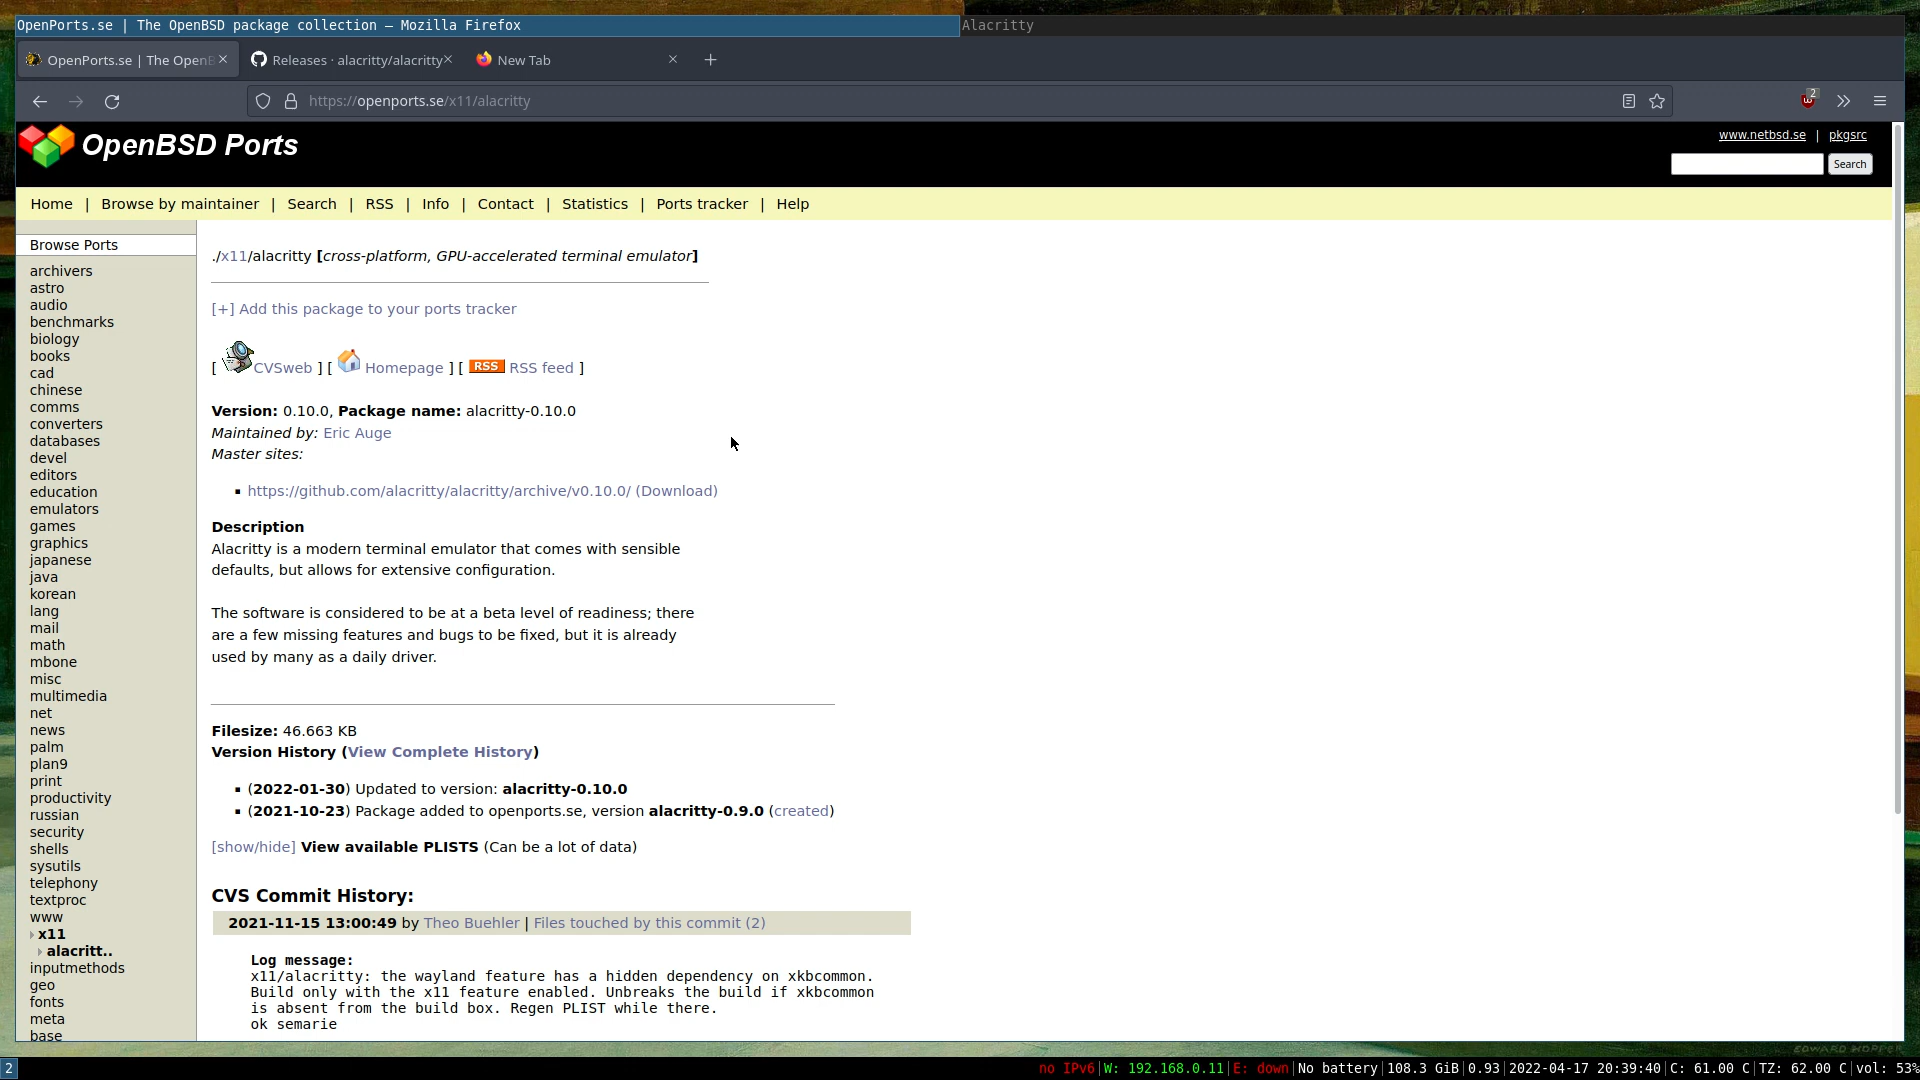 OpenPorts.se | The OpenBSD package collection — Mozilla Firefox
Alacritty
OpenPorts.se | The OpenB
Releases · alacritty/alacritty
New Tab
https://openports.se/x11/alacritty
2
OpenBSD Ports
www.netbsd.se | pkgsrc
Search
Home | Browse by maintainer | Search | RSS | Info | Contact | Statistics | Ports tracker | Help
Browse Ports
archivers
astro
audio
benchmarks
biology
books
cad
chinese
comms
converters
databases
devel
editors
education
emulators
games
graphics
japanese
java
korean
lang
mail
math
mbone
misc
multimedia
net
news
palm
plan9
print
productivity
russian
security
shells
sysutils
telephony
textproc
www
x11
alacritt..
inputmethods
geo
fonts
meta
base
./x11/alacritty [cross-platform, GPU-accelerated terminal emulator]
[+] Add this package to your ports tracker
[ CVSweb ] [ Homepage ] [ RSS RSS feed ]
Version: 0.10.0, Package name: alacritty-0.10.0
Maintained by: Eric Auge
Master sites:
https://github.com/alacritty/alacritty/archive/v0.10.0/ (Download)
Description
Alacritty is a modern terminal emulator that comes with sensible
defaults, but allows for extensive configuration.
The software is considered to be at a beta level of readiness; there
are a few missing features and bugs to be fixed, but it is already
used by many as a daily driver.
Filesize: 46.663 KB
Version History (View Complete History)
(2022-01-30) Updated to version: alacritty-0.10.0
(2021-10-23) Package added to openports.se, version alacritty-0.9.0 (created)
[show/hide] View available PLISTS (Can be a lot of data)
CVS Commit History:
2021-11-15 13:00:49 by Theo Buehler | Files touched by this commit (2)
Log message:
x11/alacritty: the wayland feature has a hidden dependency on xkbcommon.
Build only with the x11 feature enabled. Unbreaks the build if xkbcommon
is absent from the build box. Regen PLIST while there.
ok semarie
EDWARD HOPPER
2
no IPv6|W: 192.168.0.11|E: down|No battery|108.3 GiB|0.93|2022-04-17 20:39:40|C: 61.00 C|TZ: 62.00 C|vol: 53%